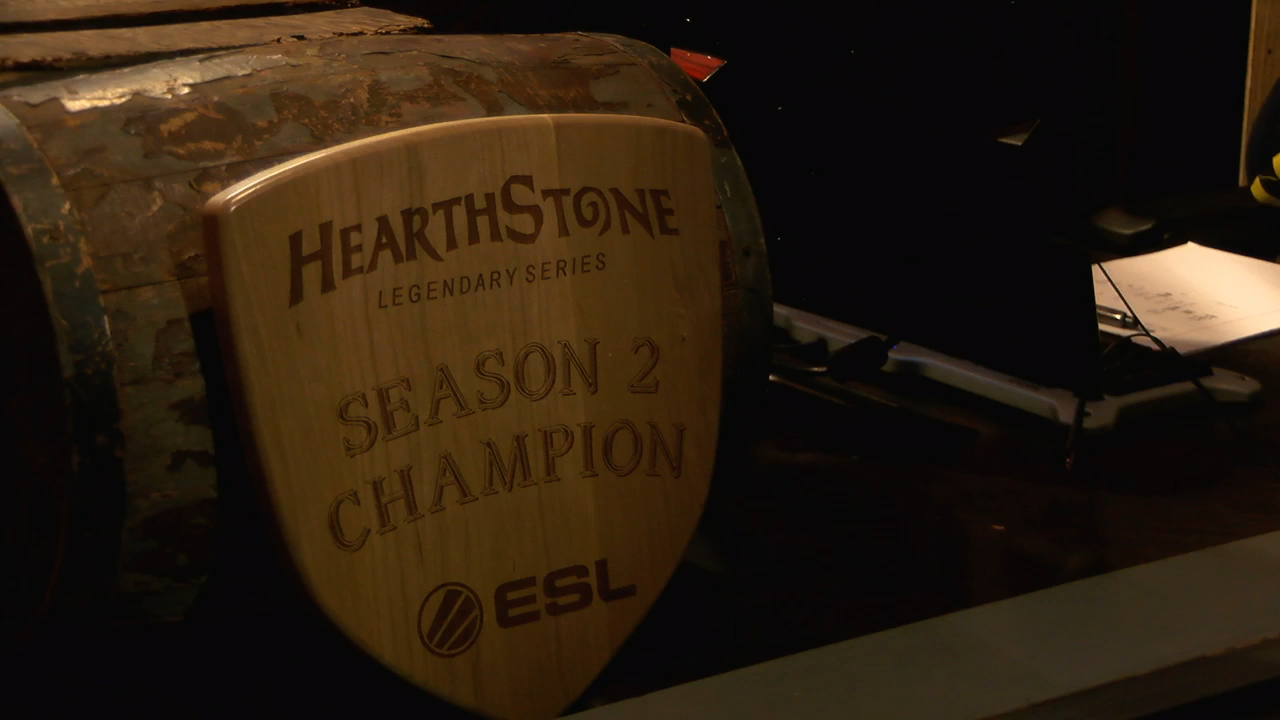 HEARTHSTONE
LEGENDARY SERIES
SEASON 2
CHAMPION
ESL